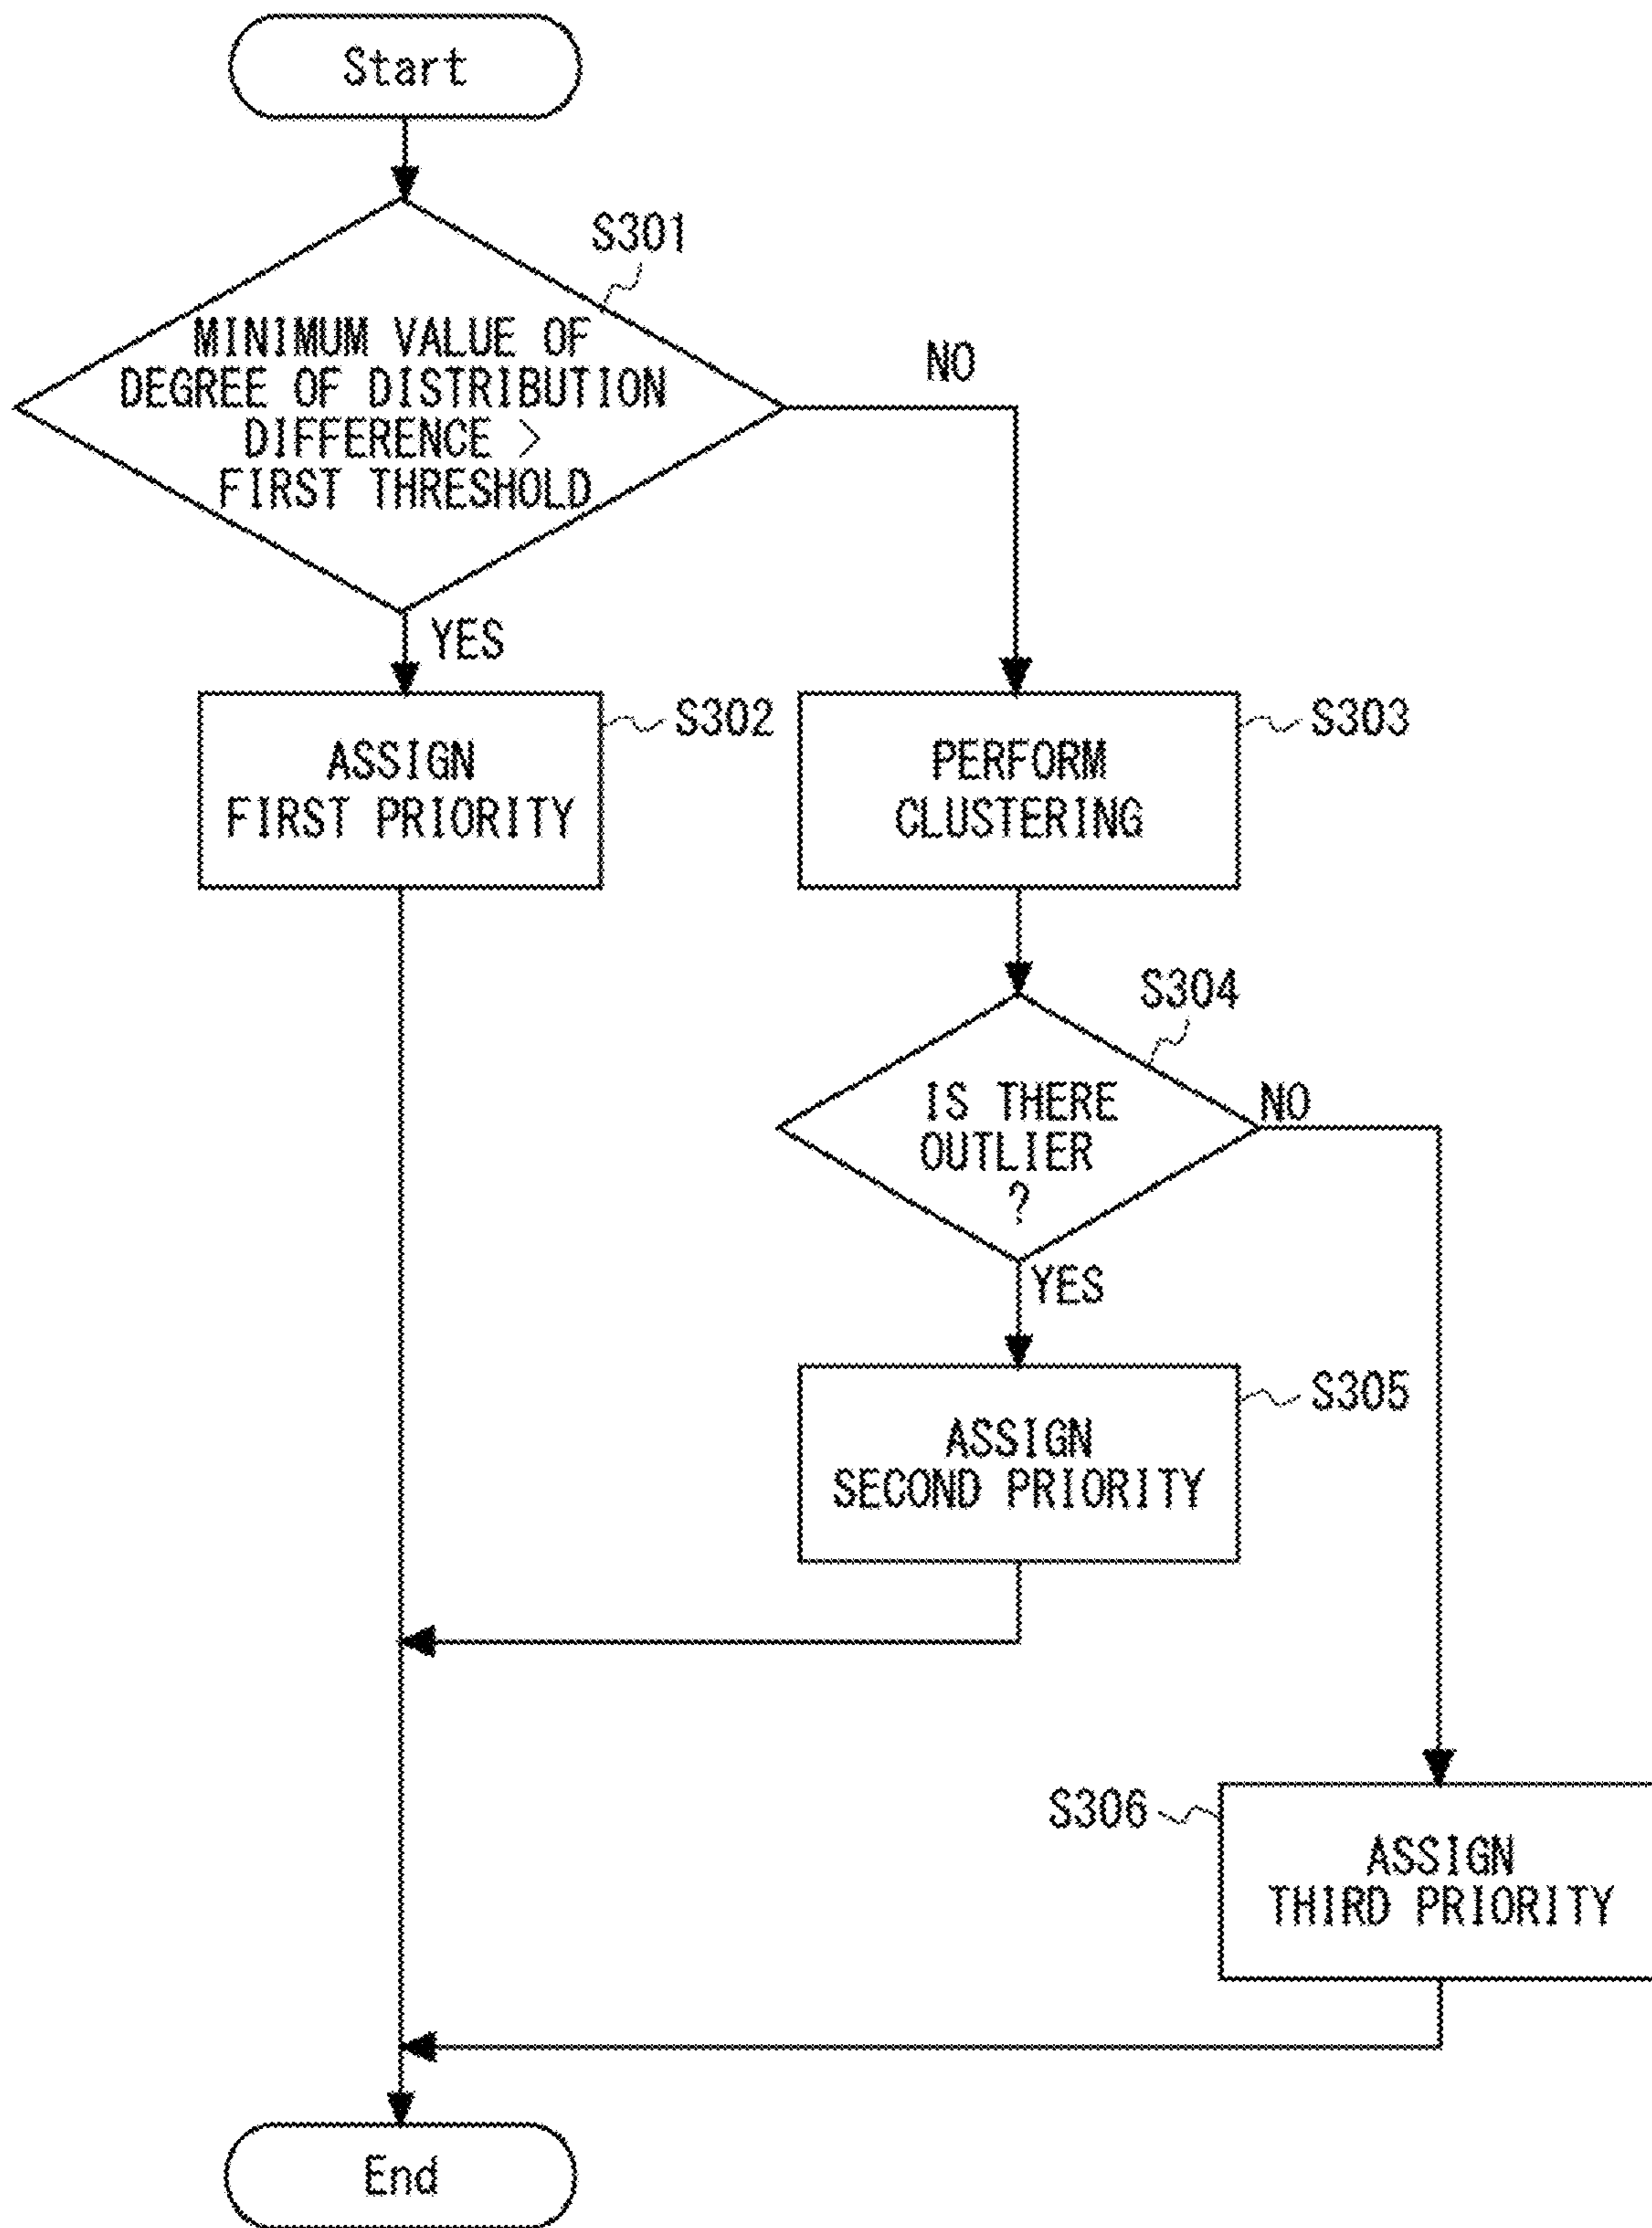 Start
S301
MINIMUM VALUE OF
DEGREE OF DISTRIBUTION
DIFFERENCE >
FIRST THRESHOLD
NO
YES
S302
ASSIGN
FIRST PRIORITY
S303
PERFORM
CLUSTERING
S304
IS THERE
OUTLIER
?
NO
YES
S305
ASSIGN
SECOND PRIORITY
S306
ASSIGN
THIRD PRIORITY
End